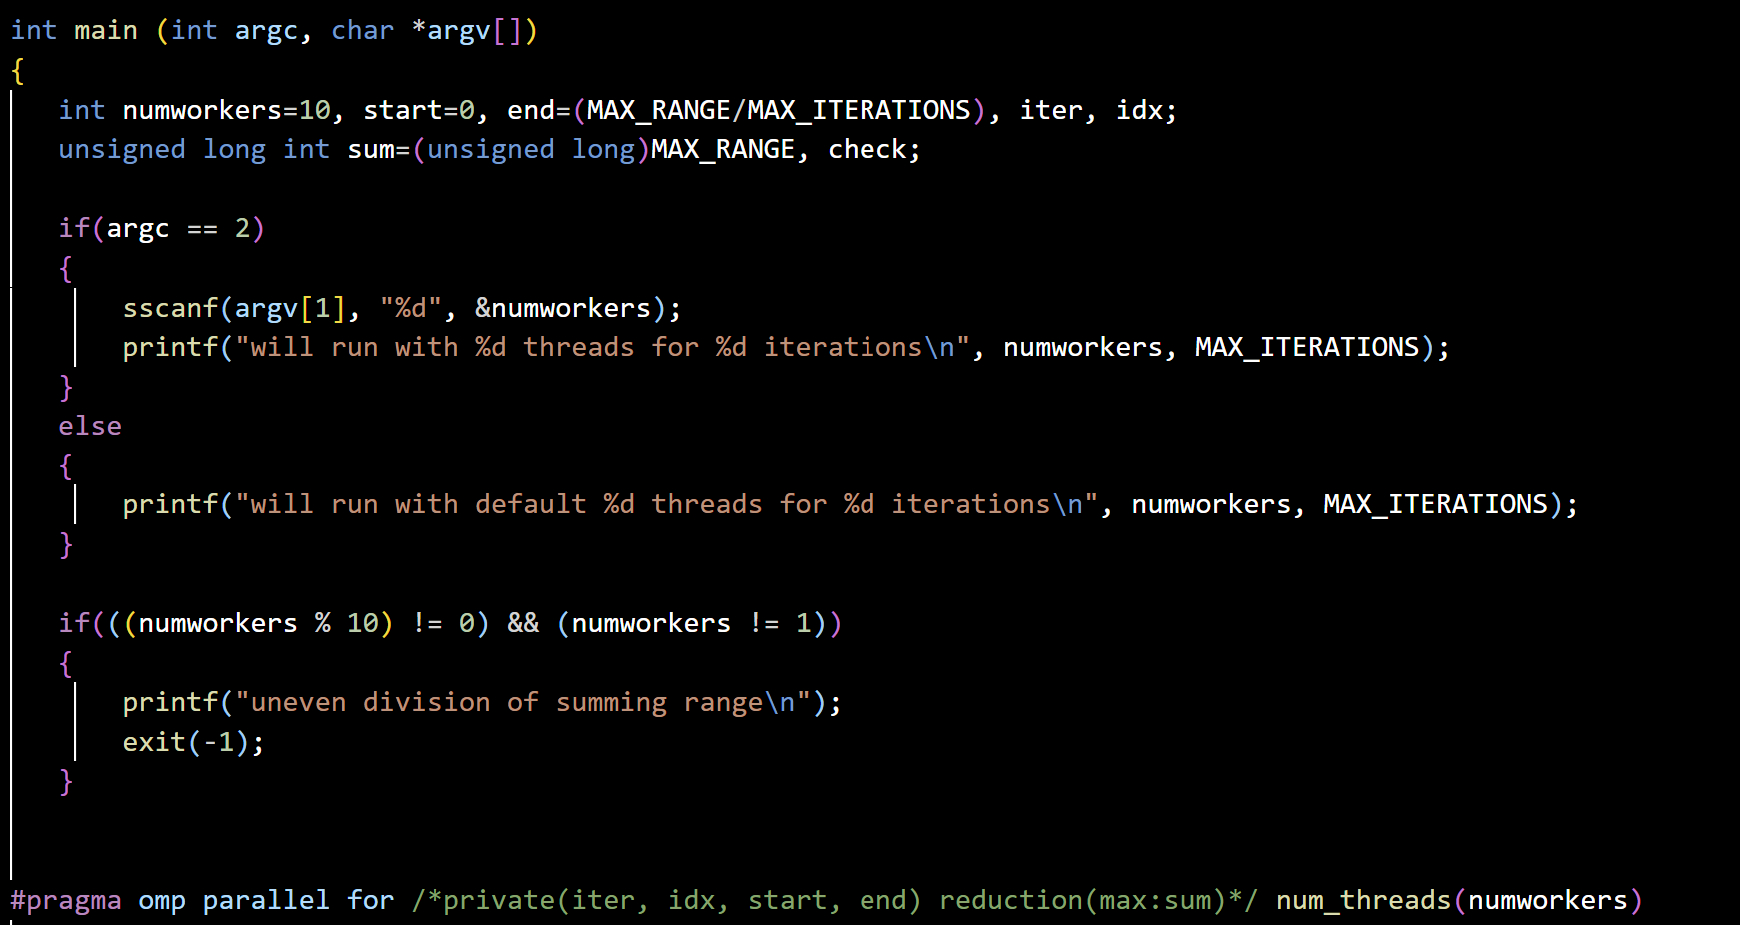 int main (int argc, char *argv[])
{
   int numworkers=10, start=0, end=(MAX_RANGE/MAX_ITERATIONS), iter, idx;
   unsigned long int sum=(unsigned long)MAX_RANGE, check;

   if(argc == 2)
   {
       sscanf(argv[1], "%d", &numworkers);
       printf("will run with %d threads for %d iterations\n", numworkers, MAX_ITERATIONS);
   }
   else
   {
       printf("will run with default %d threads for %d iterations\n", numworkers, MAX_ITERATIONS);
   }

   if(((numworkers % 10) != 0) && (numworkers != 1))
   {
       printf("uneven division of summing range\n");
       exit(-1);
   }

#pragma omp parallel for /*private(iter, idx, start, end) reduction(max:sum)*/ num_threads(numworkers)